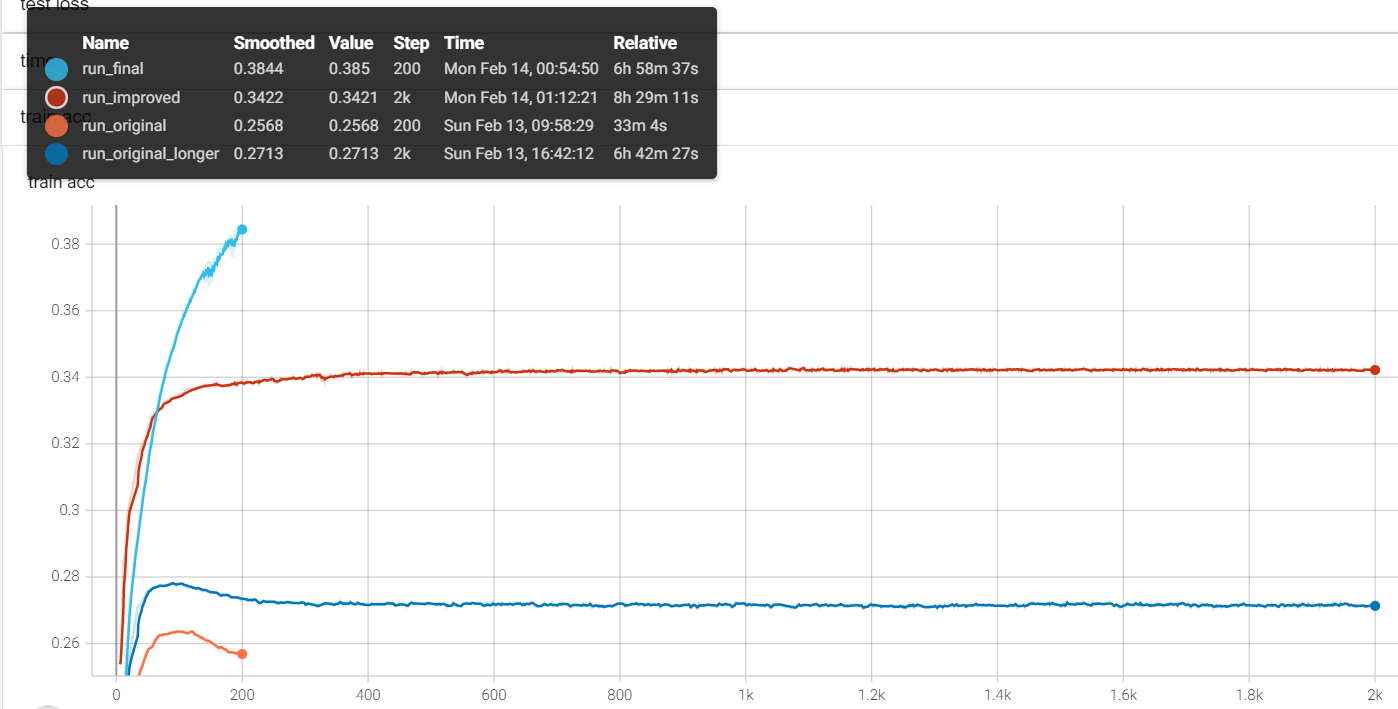 test loss
Name Smoothed Value Step Time Relative
time
run_final 0.3844 0.385 200 Mon Feb 14, 00:54:50 6h 58m 37s
run_improved 0.3422 0.3421 2k Mon Feb 14, 01:12:21 8h 29m 11s
train acc
run_original 0.2568 0.2568 200 Sun Feb 13, 09:58:29 33m 4s
run_original_longer 0.2713 0.2713 2k Sun Feb 13, 16:42:12 6h 42m 27s
train acc
0.38
0.36
0.34
0.32
0.3
0.28
0.26
0 200 400 600 800 1k 1.2k 1.4k 1.6k 1.8k 2k